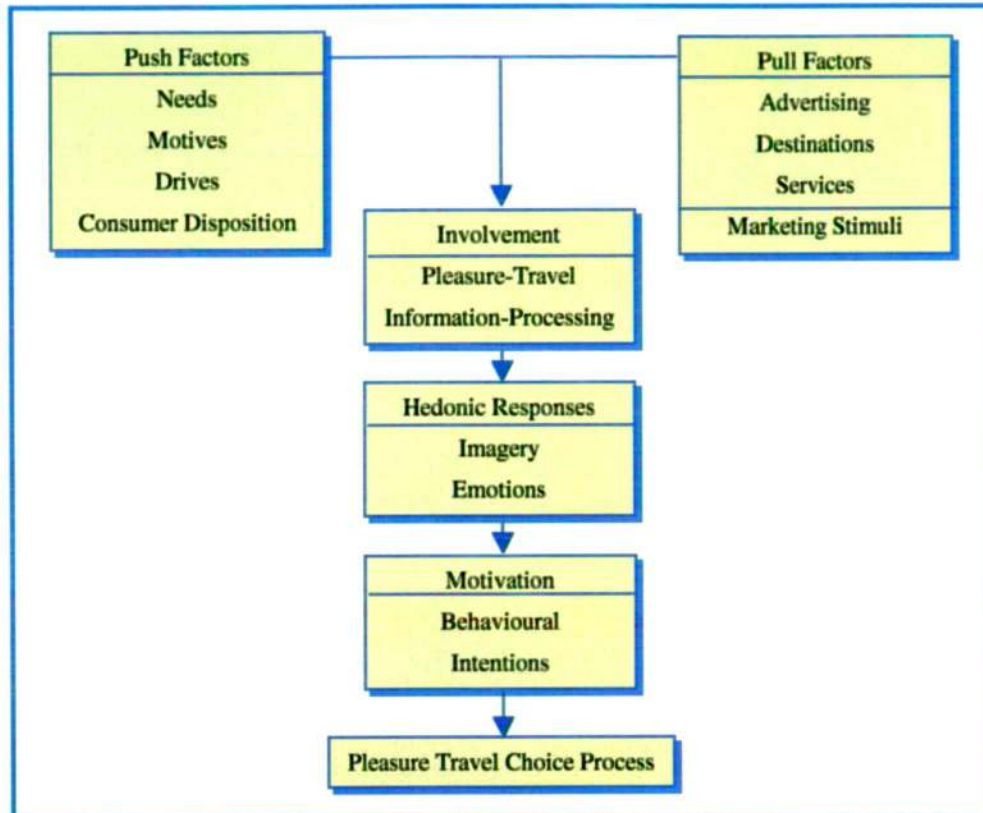 Push Factors
Needs
Motives
Drives
Consumer Disposition
Pull Factors
Advertising
Destinations
Services
Marketing Stimuli
Involvement
Pleasure-Travel
Information-Processing
Hedonic Responses
Imagery
Emotions
Motivation
Behavioural
Intentions
Pleasure Travel Choice Process